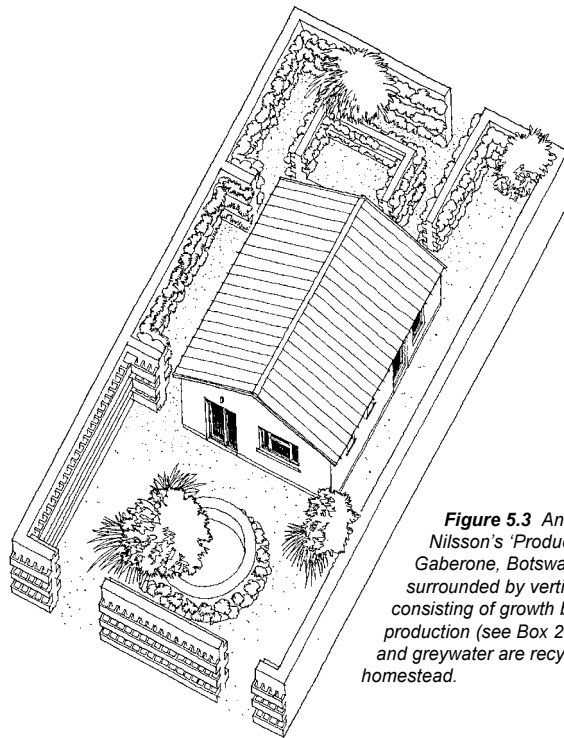 Figure 5.3 An
Nilsson's 'Produc
Gaberone, Botswa
surrounded by verti
consisting of growth b
production (see Box 2
and greywater are recy
homestead.